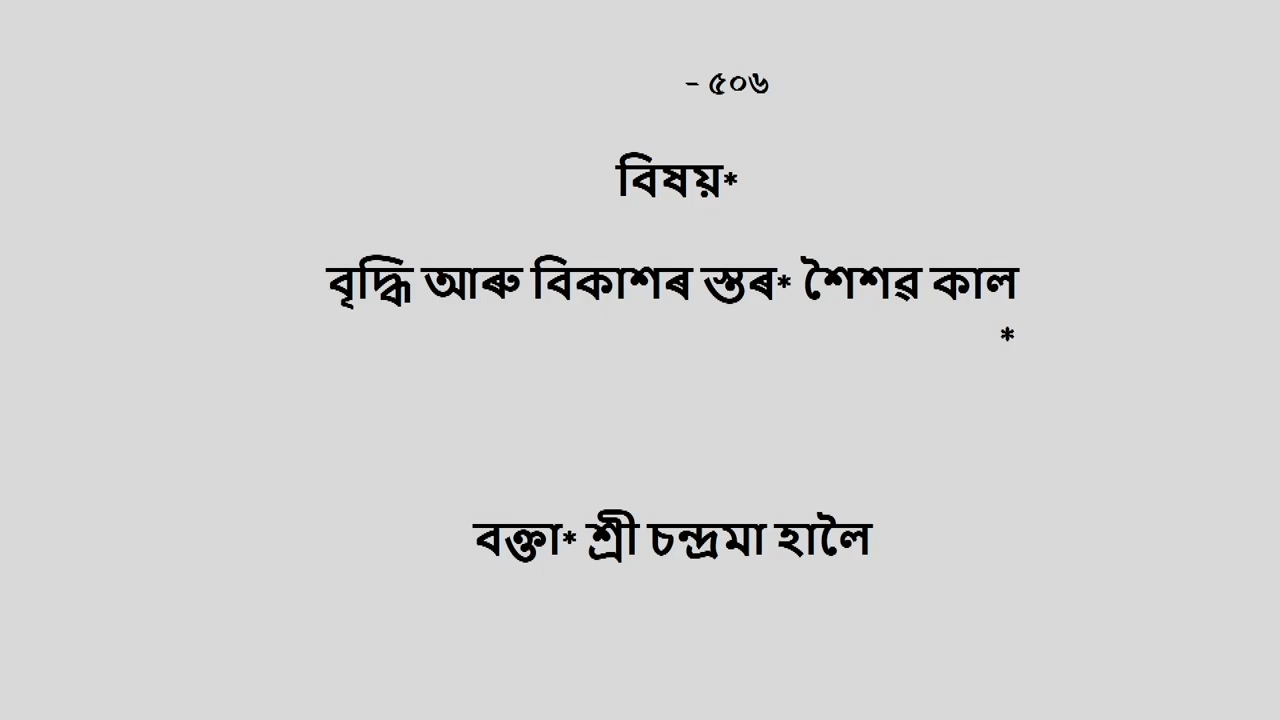 - ৫০৬
বিষয়*
বৃদ্ধি আৰু বিকাশৰ স্তৰ* শৈশৱ কাল
*
বক্তা* শ্ৰী চন্দ্ৰমা হালৈ